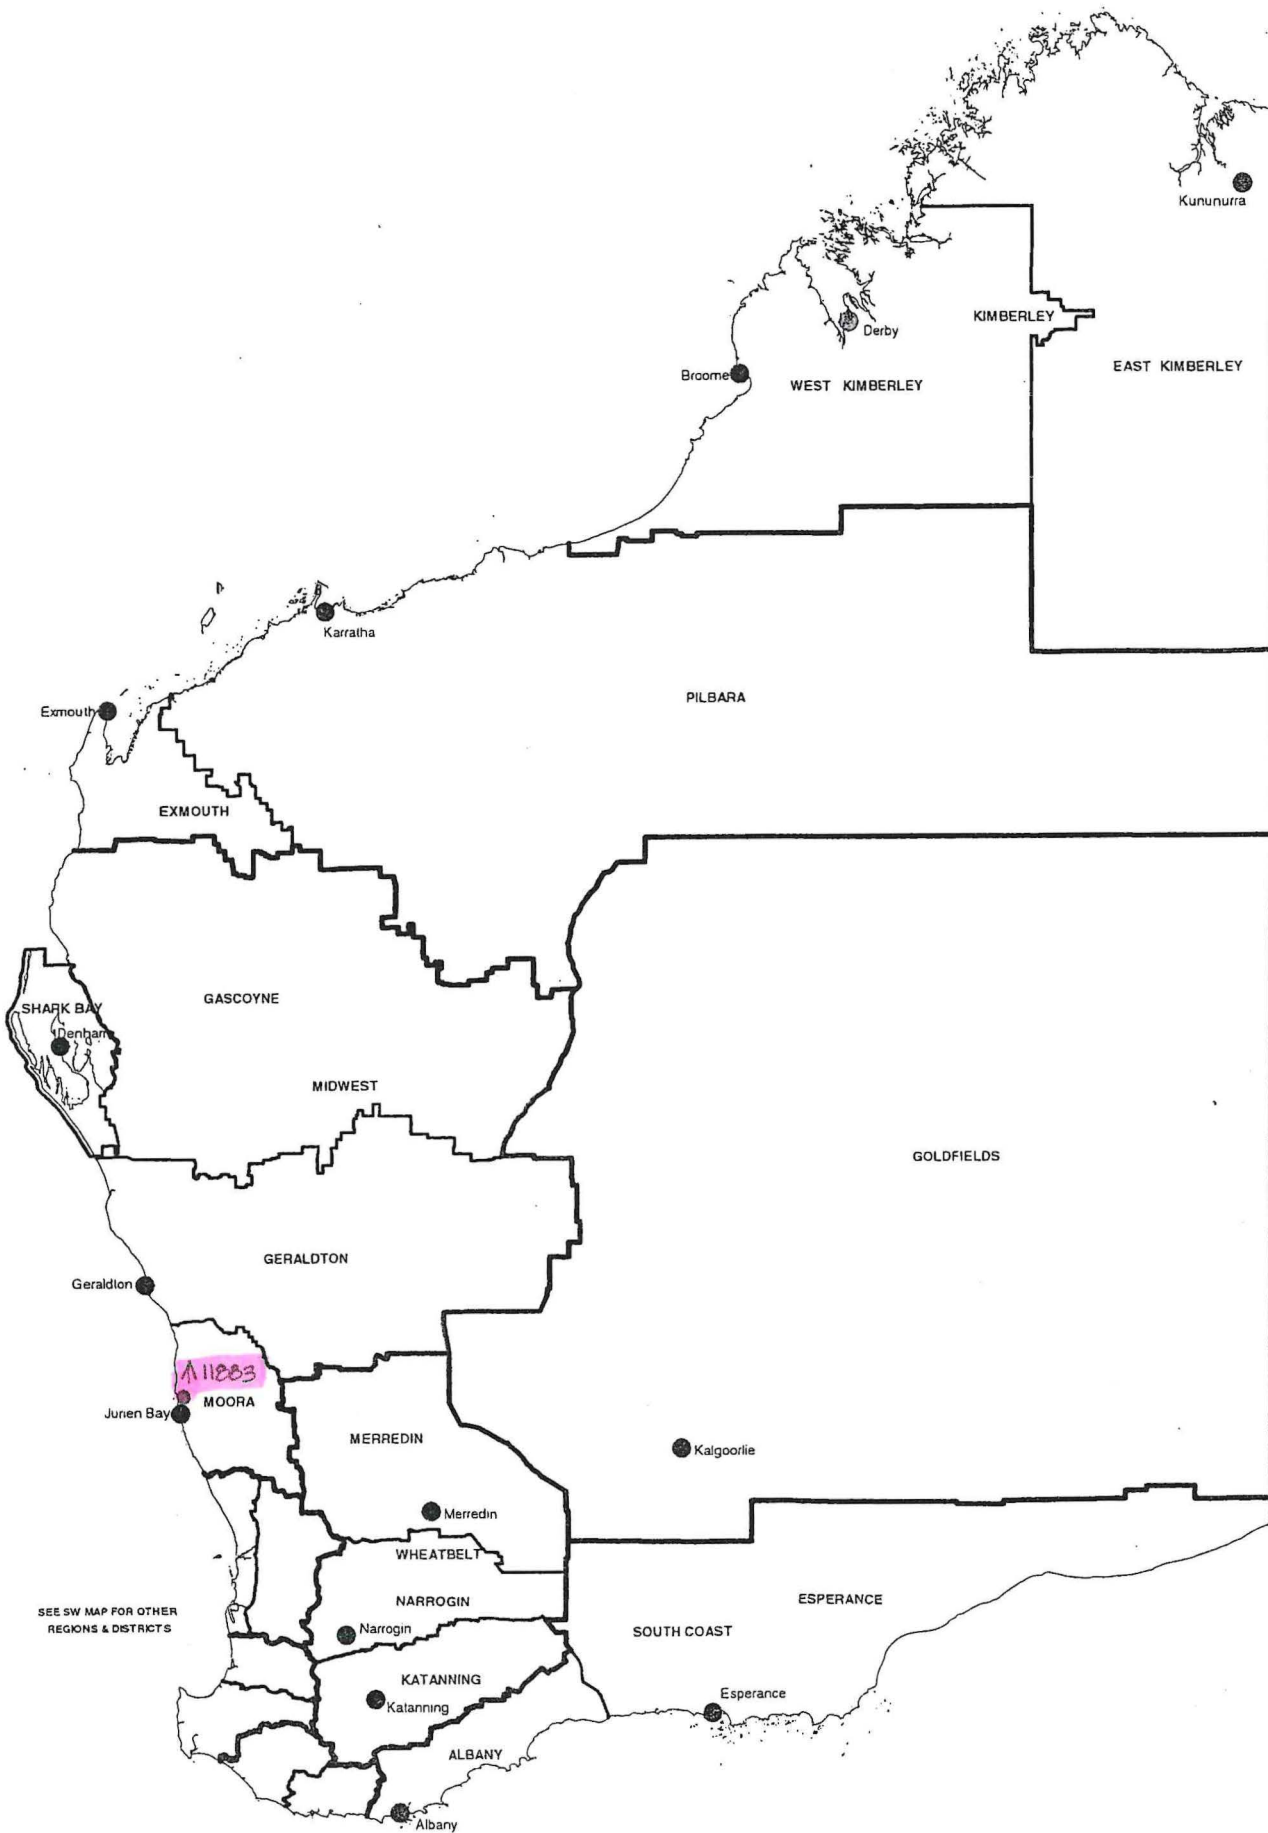 Kununurra
KIMBERLEY
Derby
EAST KIMBERLEY
Broome
WEST KIMBERLEY
Karratha
PILBARA
Exmouth
EXMOUTH
GASCOYNE
SHARK BAY
Denham
MIDWEST
GOLDFIELDS
GERALDTON
Geraldton
↑ 11883
MOORA
Jurien Bay
MERREDIN
Kalgoorlie
Merredin
WHEATBELT
NARROGIN
ESPERANCE
SEE SW MAP FOR OTHER
REGIONS & DISTRICTS
Narrogin
SOUTH COAST
KATANNING
Katanning
Esperance
ALBANY
Albany